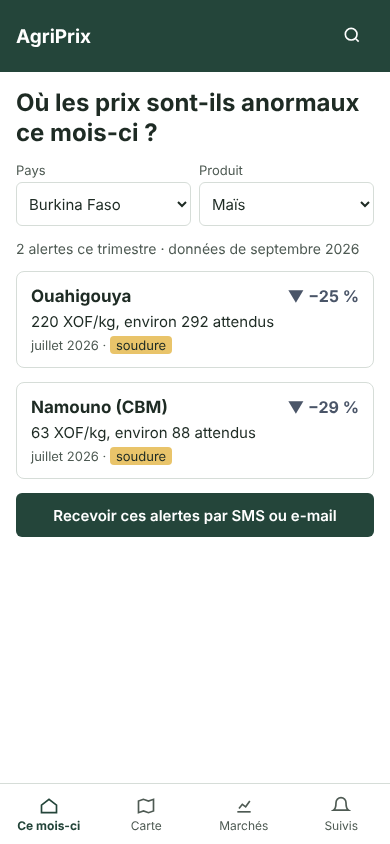 AgriPrix
Où les prix sont-ils anormaux
ce mois-ci ?
Pays
Produit
Burkina Faso
Maïs
2 alertes ce trimestre · données de septembre 2026
Ouahigouya
▼ −25 %
220 XOF/kg, environ 292 attendus
juillet 2026 · soudure
Namouno (CBM)
▼ −29 %
63 XOF/kg, environ 88 attendus
juillet 2026 · soudure
Recevoir ces alertes par SMS ou e-mail
Ce mois-ci
Carte
Marchés
Suivis